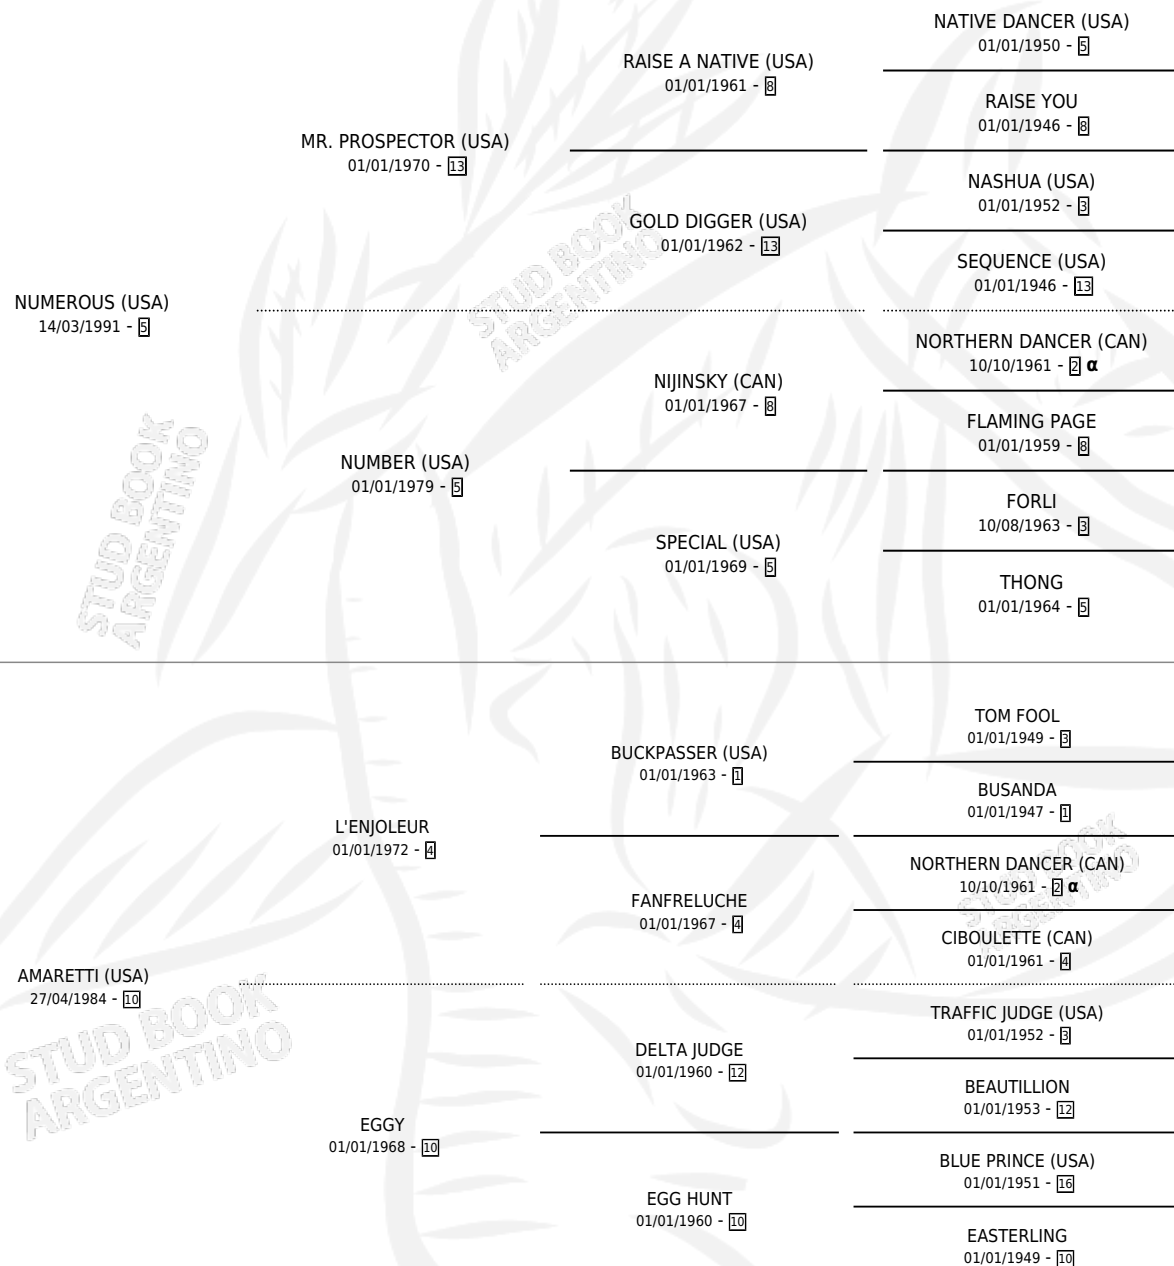 NATIVE DANCER (USA)
01/01/1950 - 5
RAISE A NATIVE (USA)
01/01/1961 - 8
RAISE YOU
01/01/1946 - 8
MR. PROSPECTOR (USA)
01/01/1970 - 13
NASHUA (USA)
01/01/1952 - 3
GOLD DIGGER (USA)
01/01/1962 - 13
SEQUENCE (USA)
01/01/1946 - 13
STUD BOOK
ARGENTINO
NUMEROUS (USA)
14/03/1991 - 5
NORTHERN DANCER (CAN)
10/10/1961 - 2 α
NIJINSKY (CAN)
01/01/1967 - 8
FLAMING PAGE
01/01/1959 - 8
NUMBER (USA)
01/01/1979 - 5
FORLI
10/08/1963 - 3
SPECIAL (USA)
01/01/1969 - 5
THONG
01/01/1964 - 5
STUD BOOK
ARGENTINO
TOM FOOL
01/01/1949 - 3
BUCKPASSER (USA)
01/01/1963 - 1
BUSANDA
01/01/1947 - 1
L'ENJOLEUR
01/01/1972 - 4
NORTHERN DANCER (CAN)
10/10/1961 - 2 α
FANFRELUCHE
01/01/1967 - 4
CIBOULETTE (CAN)
01/01/1961 - 4
STUD BOOK
ARGENTINO
AMARETTI (USA)
27/04/1984 - 10
TRAFFIC JUDGE (USA)
01/01/1952 - 3
DELTA JUDGE
01/01/1960 - 12
BEAUTILLION
01/01/1953 - 12
STUD BOOK
ARGENTINO
EGGY
01/01/1968 - 10
BLUE PRINCE (USA)
01/01/1951 - 16
EGG HUNT
01/01/1960 - 10
EASTERLING
01/01/1949 - 10